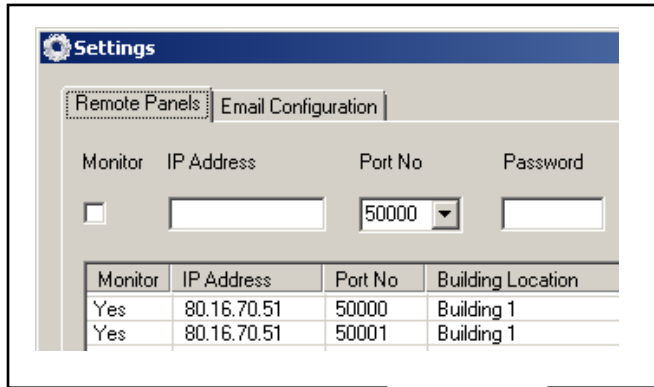 Settings
Remote Panels Email Configuration
Monitor IP Address Port No Password
50000
Monitor IP Address Port No Building Location
Yes 80.16.70.51 50000 Building 1
Yes 80.16.70.51 50001 Building 1